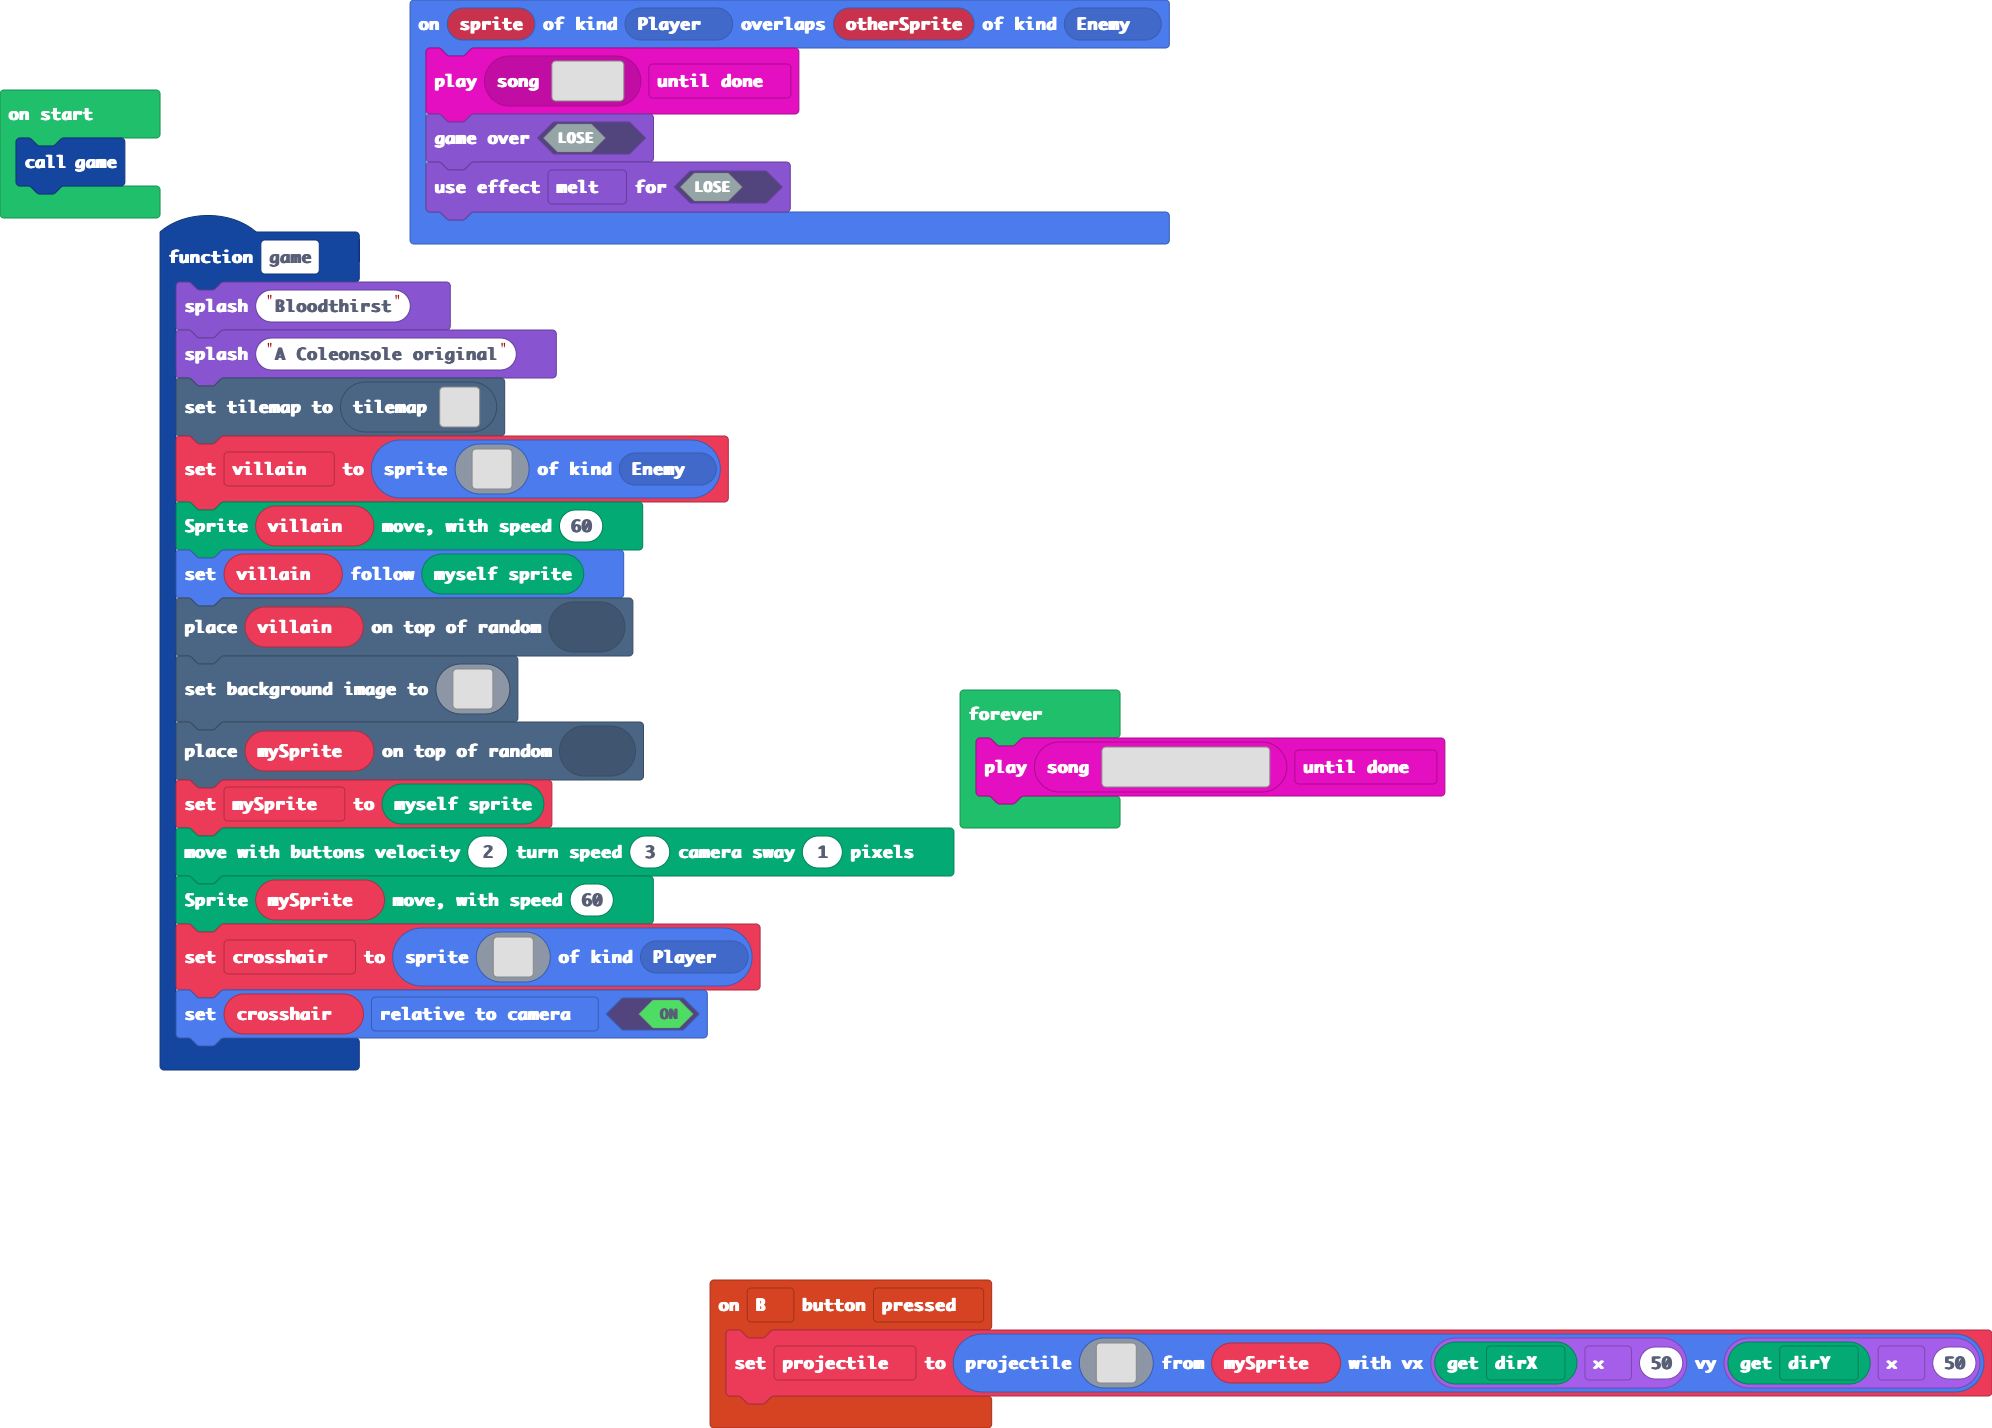 on sprite of kind Player overlaps otherSprite of kind Enemy
play song until done
game over LOSE
use effect melt for LOSE
on start
call game
function game
splash "Bloodthirst"
splash "A Coleonsole original"
set tilemap to tilemap
set villain to sprite of kind Enemy
Sprite villain move, with speed 60
set villain follow myself sprite
place villain on top of random
set background image to
place mySprite on top of random
set mySprite to myself sprite
move with buttons velocity 2 turn speed 3 camera sway 1 pixels
Sprite mySprite move, with speed 60
set crosshair to sprite of kind Player
set crosshair relative to camera ON
forever
play song until done
on B button pressed
set projectile to projectile from mySprite with vx get dirX x 50 vy get dirY x 50